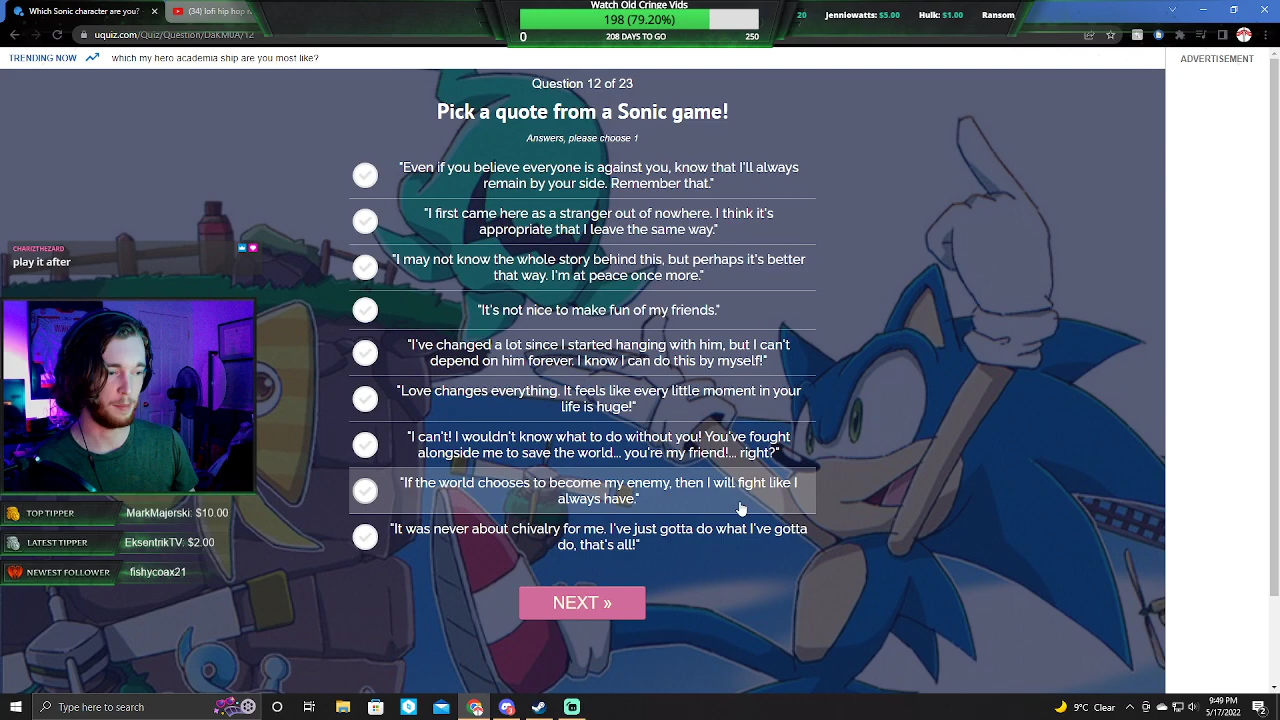 Which Sonic character are you?
(34) lofi hip hop r
Watch Old Cringe Vids
198 (79.20%)
0
208 DAYS TO GO
250
20 Jenniowatts: $5.00 Hulk: $1.00 Ransom
TRENDING NOW which my hero academia ship are you most like?
ADVERTISEMENT
Question 12 of 23
Pick a quote from a Sonic game!
Answers, please choose 1
"Even if you believe everyone is against you, know that I'll always
remain by your side. Remember that."
"I first came here as a stranger out of nowhere. I think it's
appropriate that I leave the same way."
"I may not know the whole story behind this, but perhaps it's better
that way. I'm at peace once more."
"It's not nice to make fun of my friends."
"I've changed a lot since I started hanging with him, but I can't
depend on him forever. I know I can do this by myself!"
"Love changes everything. It feels like every little moment in your
life is huge!"
"I can't! I wouldn't know what to do without you! You've fought
alongside me to save the world... you're my friend!... right?"
"If the world chooses to become my enemy, then I will fight like I
always have."
"It was never about chivalry for me. I've just gotta do what I've gotta
do, that's all!"
NEXT »
CHARIZTHEZARD
play it after
TOP TIPPER MarkMajerski: $10.00
LATEST TIPPER EksentrikTV: $2.00
NEWEST FOLLOWER fishycoax21
Type here to search
9°C Clear
9:49 PM
5/17/2022